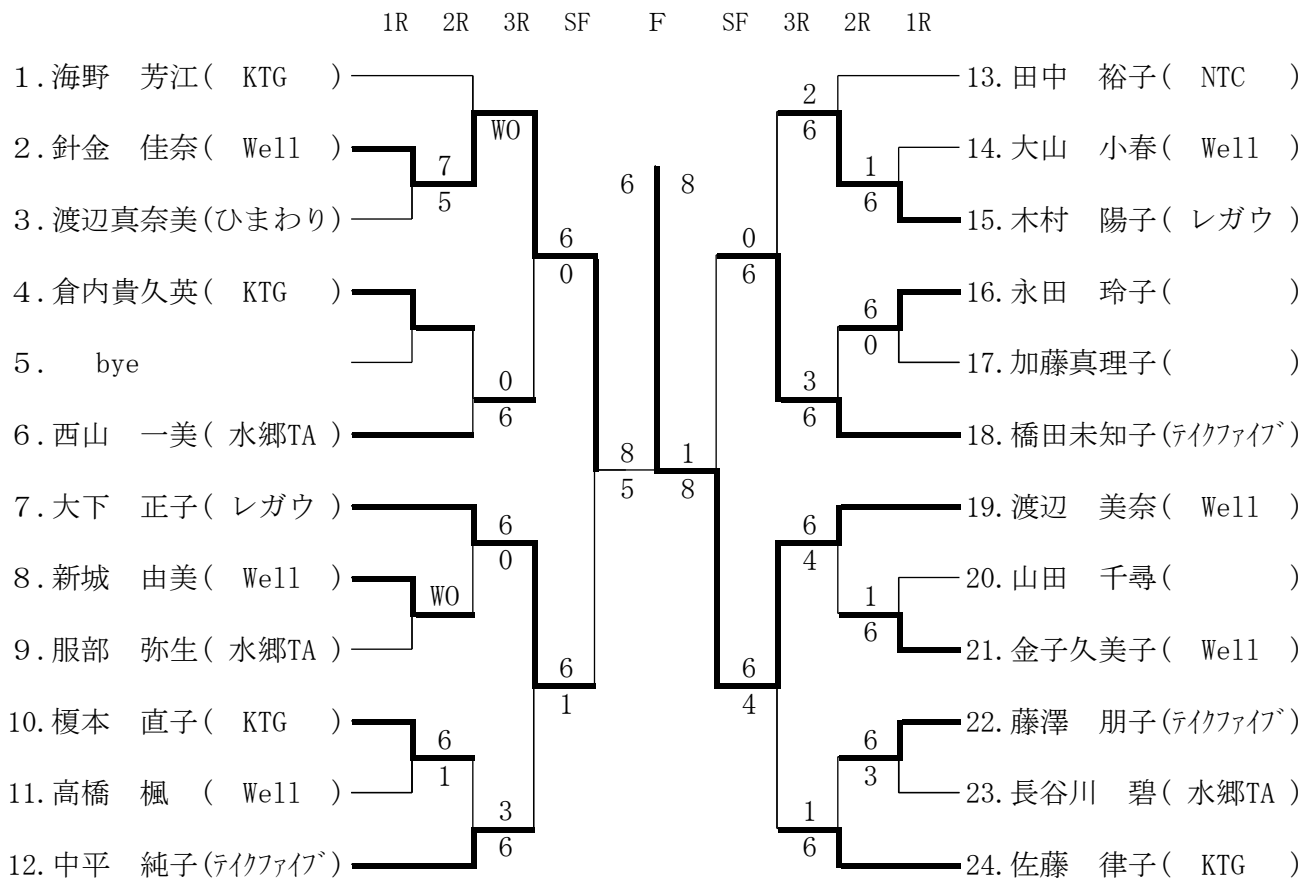 1R 2R 3R SF F SF 3R 2R 1R
1.海野 芳江( KTG )
2.針金 佳奈( Well )
3.渡辺真奈美(ひまわり)
4.倉内貴久英( KTG )
5. bye
6.西山 一美( 水郷TA )
7.大下 正子( レガウ )
8.新城 由美( Well )
9.服部 弥生( 水郷TA )
10.榎本 直子( KTG )
11.高橋 楓 ( Well )
12.中平 純子(テイクファイブ)
7
5
WO
6
1
WO
0
6
6
0
3
6
6
0
6
1
8
5
6 8
1
8
0
6
6
4
2
6
3
6
6
4
1
6
1
6
6
0
1
6
6
3
13.田中 裕子( NTC )
14.大山 小春( Well )
15.木村 陽子( レガウ )
16.永田 玲子( )
17.加藤真理子( )
18.橋田未知子(テイクファイブ)
19.渡辺 美奈( Well )
20.山田 千尋( )
21.金子久美子( Well )
22.藤澤 朋子(テイクファイブ)
23.長谷川 碧( 水郷TA )
24.佐藤 律子( KTG )